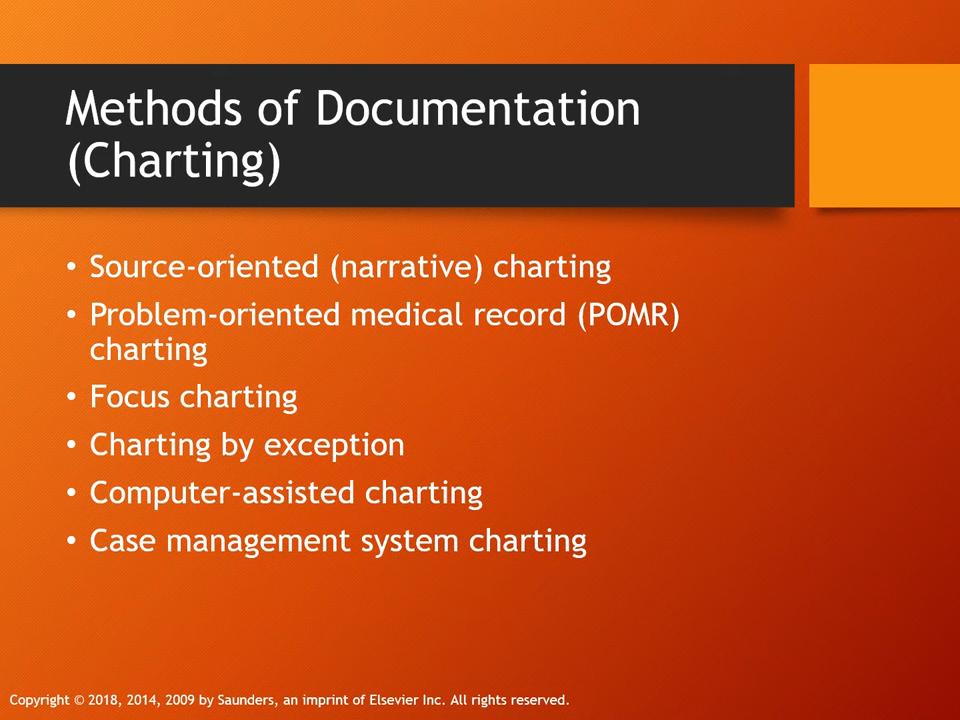 Methods of Documentation
(Charting)
• Source-oriented (narrative) charting
• Problem-oriented medical record (POMR)
charting
• Focus charting
• Charting by exception
• Computer-assisted charting
• Case management system charting
Copyright © 2018, 2014, 2009 by Saunders, an imprint of Elsevier Inc. All rights reserved.